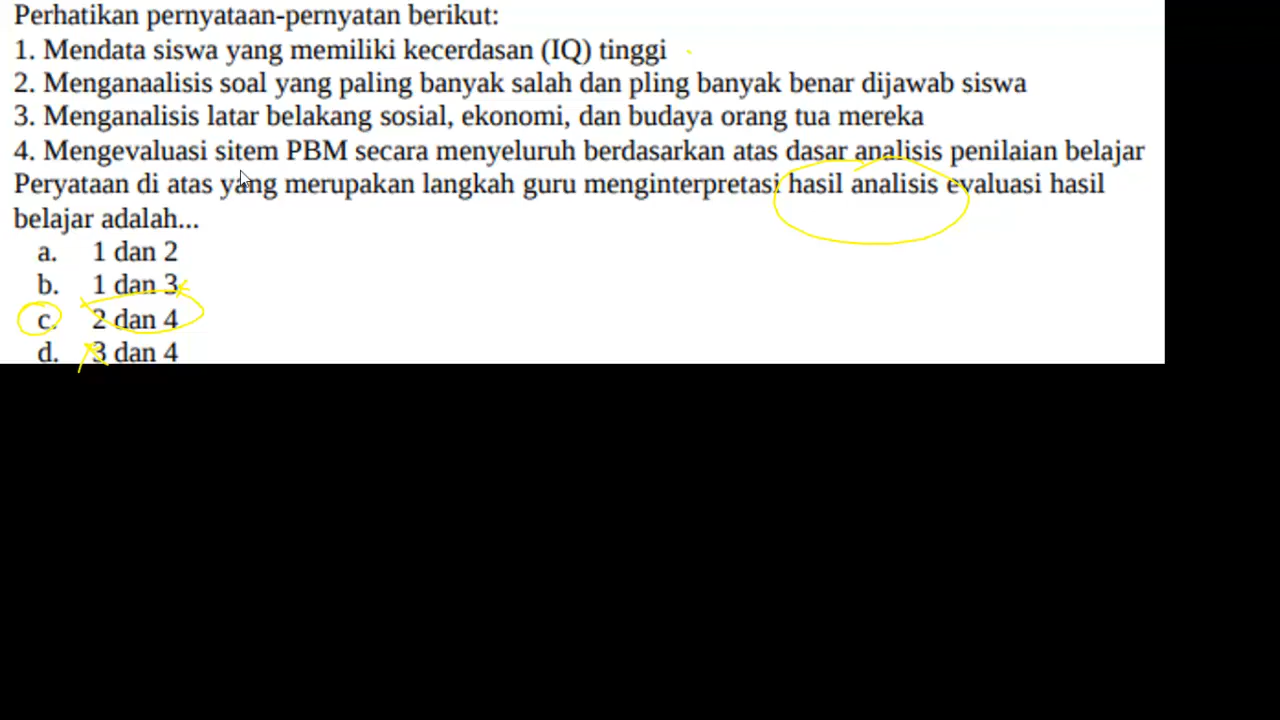 Perhatikan pernyataan-pernyatan berikut:
1. Mendata siswa yang memiliki kecerdasan (IQ) tinggi
2. Menganaalisis soal yang paling banyak salah dan pling banyak benar dijawab siswa
3. Menganalisis latar belakang sosial, ekonomi, dan budaya orang tua mereka
4. Mengevaluasi sitem PBM secara menyeluruh berdasarkan atas dasar analisis penilaian belajar
Peryataan di atas yang merupakan langkah guru menginterpretasi hasil analisis evaluasi hasil
belajar adalah...
a. 1 dan 2
b. 1 dan 3
c. 2 dan 4
d. 3 dan 4